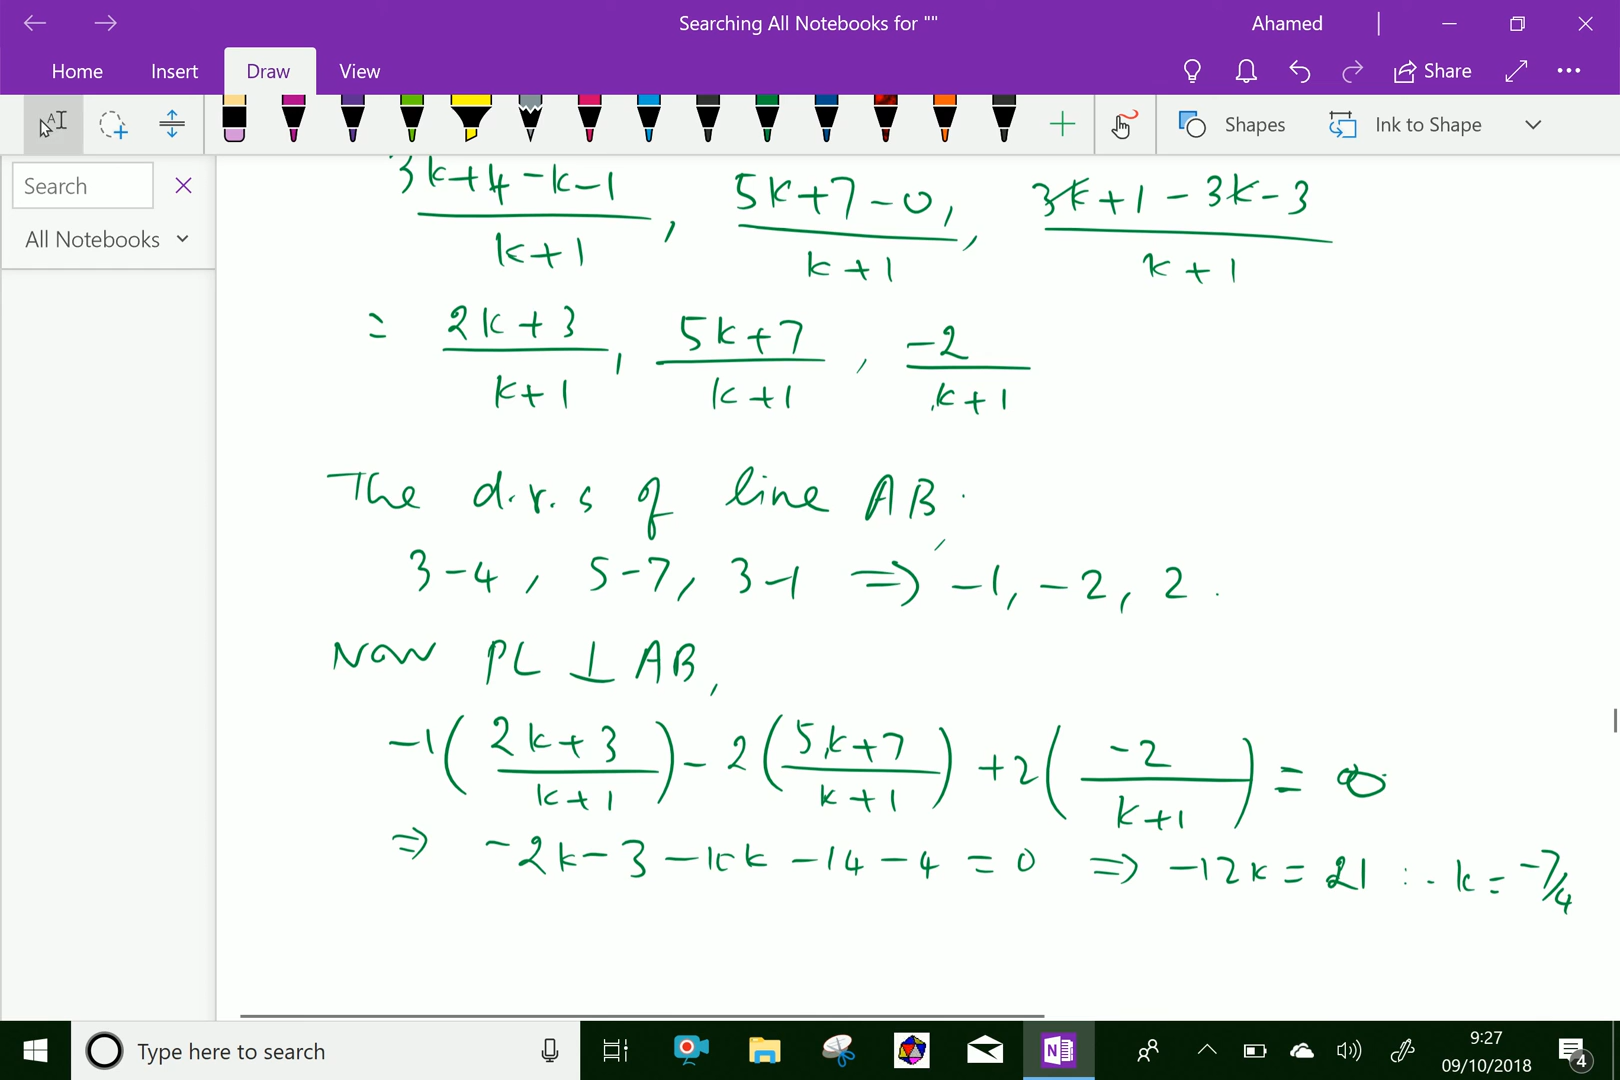 Searching All Notebooks for ""
Ahamed
Home Insert Draw View
Share
Shapes
Ink to Shape
Search
All Notebooks
3k+4-k-1/k+1, 5k+7-0,/k+1, 3k+1-3k-3/k+1
= 2k+3/k+1, 5k+7/k+1, -2/k+1
The d.r.s of line AB.
3-4, 5-7, 3-1 ⇒ -1, -2, 2.
Now PL ⊥ AB,
-1(2k+3/k+1) - 2(5k+7/k+1) +2(-2/k+1) = 0
⇒ -2k-3-10k-14-4=0 ⇒ -12k=21 ∴ k=-7/4
Type here to search
9:27
09/10/2018
4